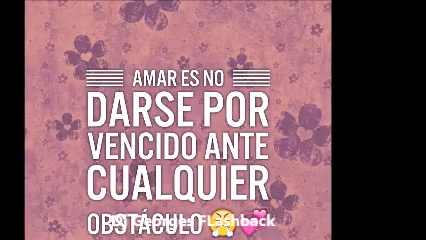 AMAR ES NO
DARSE POR
VENCIDO ANTE
CUALQUIER
OBSTÁCULO 😤💕
Flashback